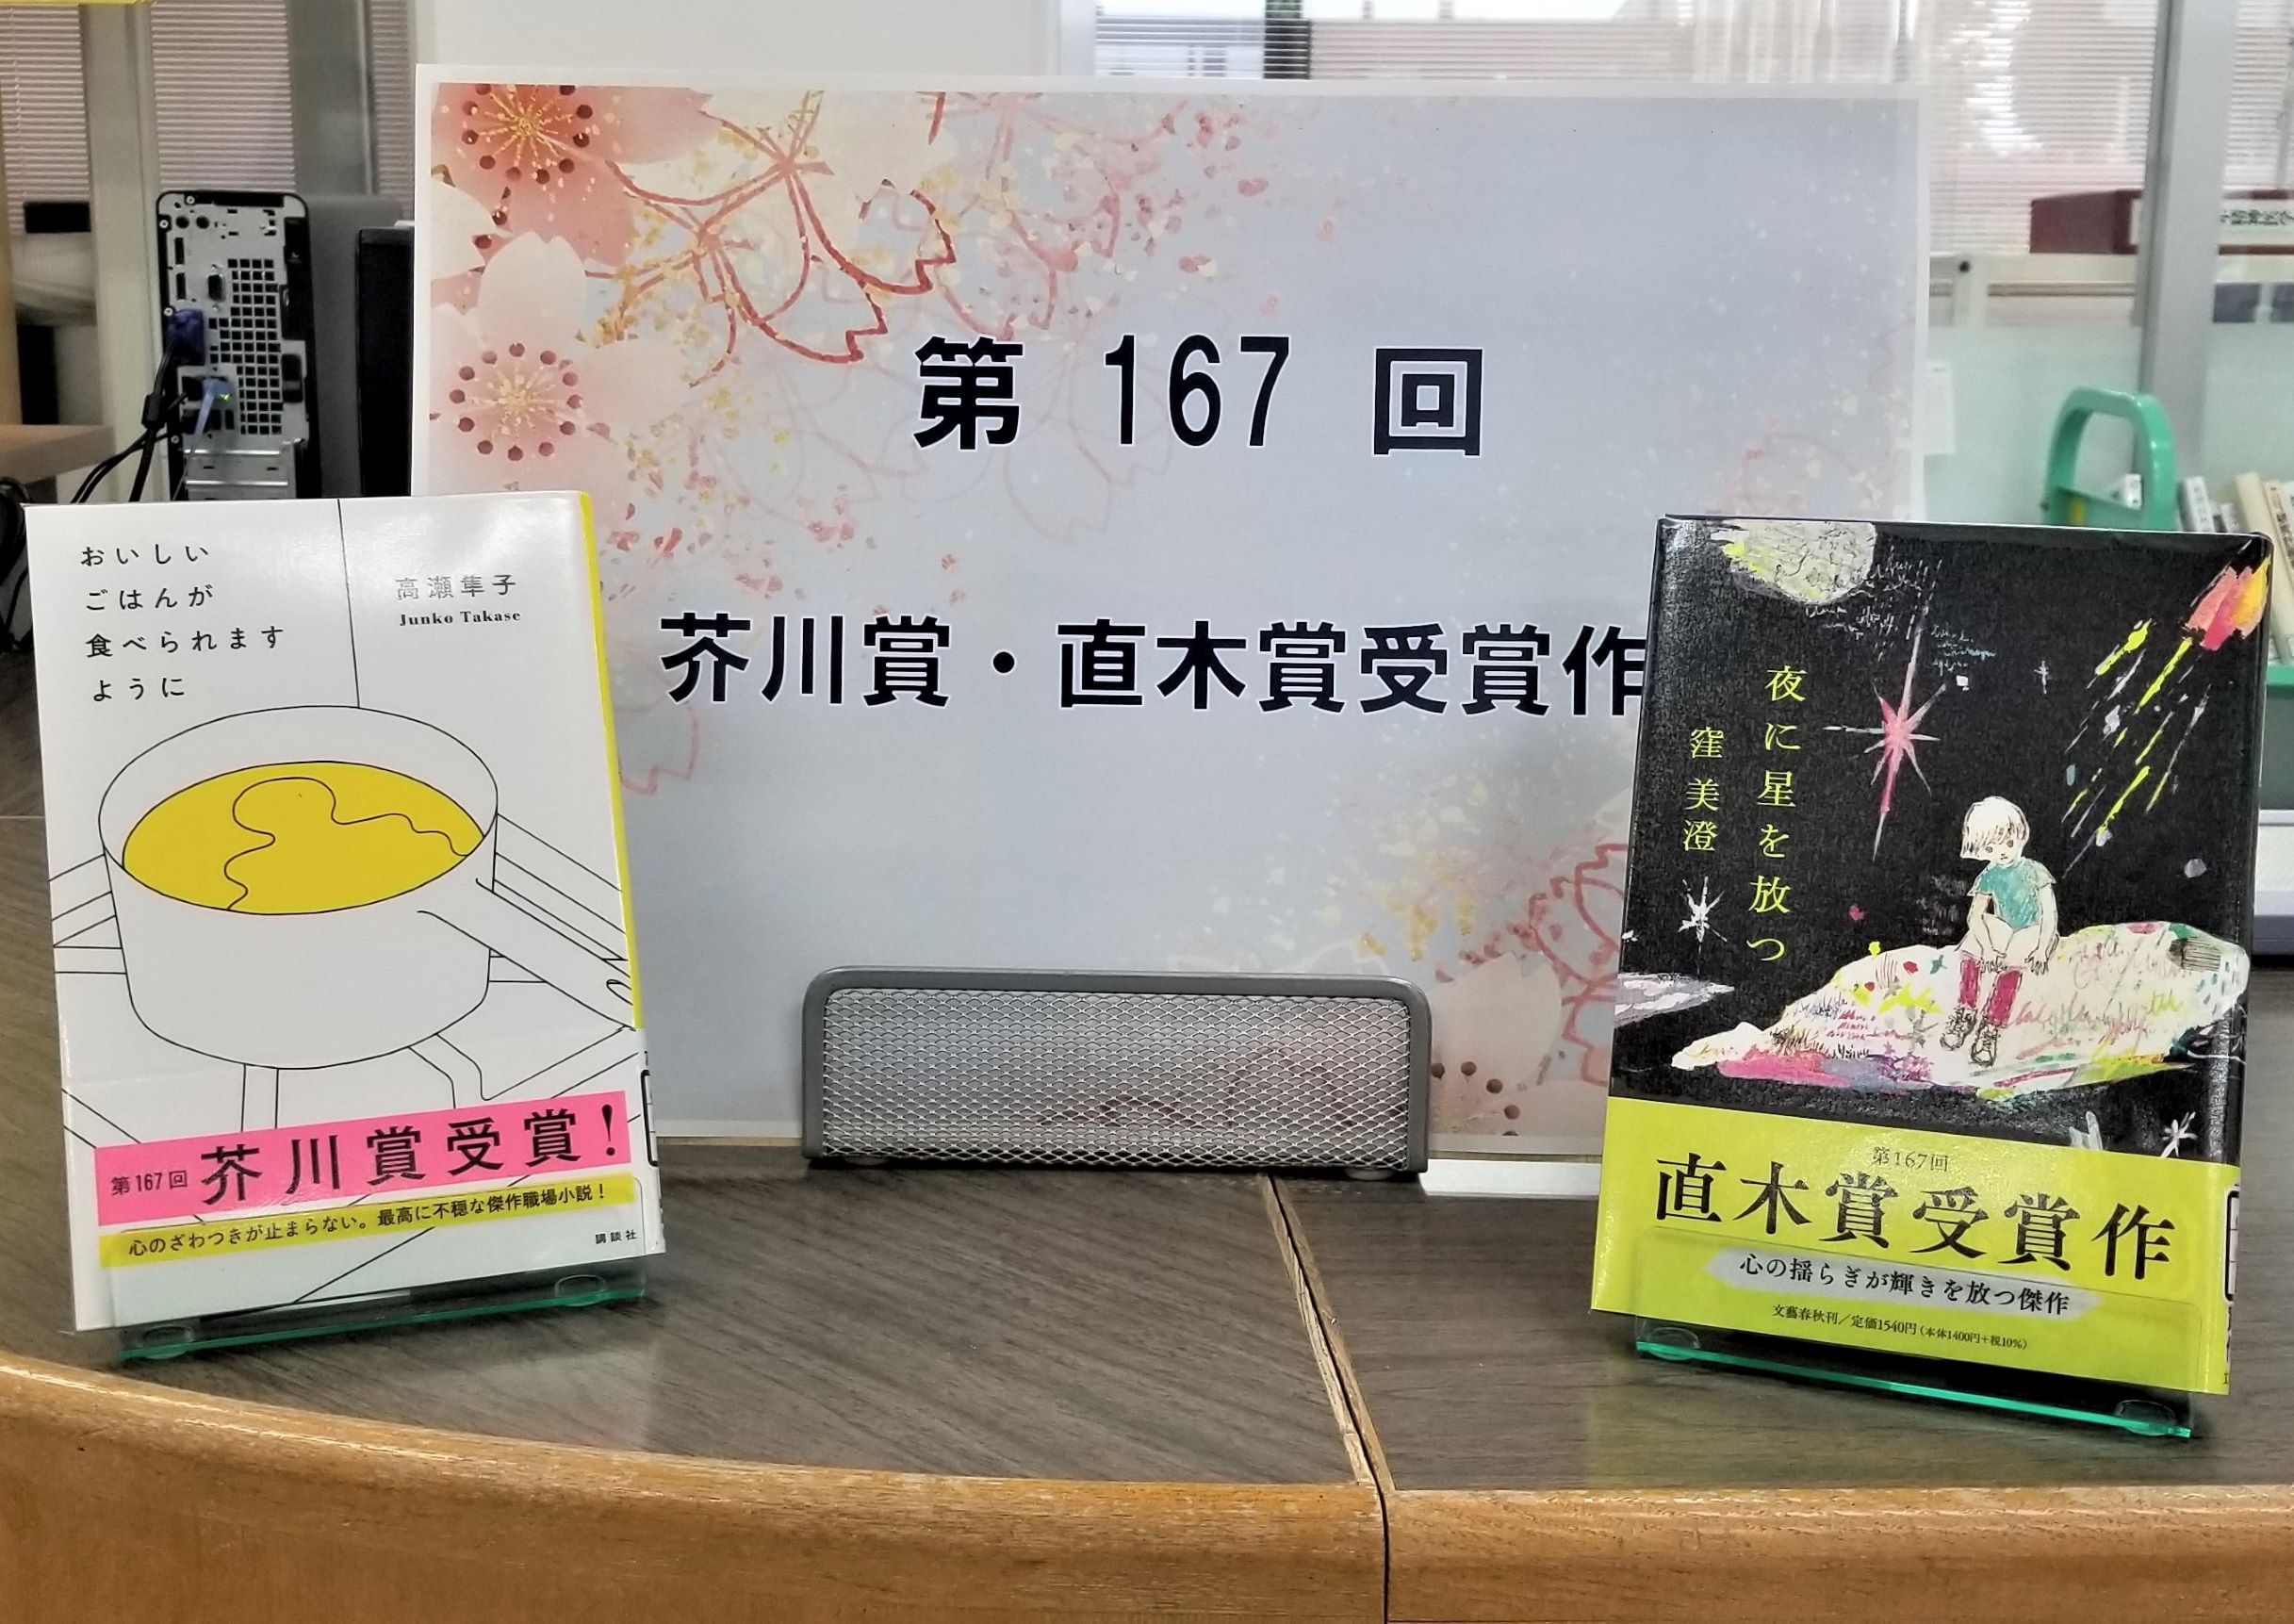 第 167 回
芥川賞・直木賞受賞作
おいしい
ごはんが
食べられます
ように
高瀬隼子
Junko Takase
第167回 芥川賞受賞!
心のざわつきが止まらない。最高に不穏な傑作職場小説!
講談社
夜に星を放つ
窪美澄
第167回
直木賞受賞作
心の揺らぎが輝きを放つ傑作
文藝春秋刊／定価1540円(本体1400円+税10%)